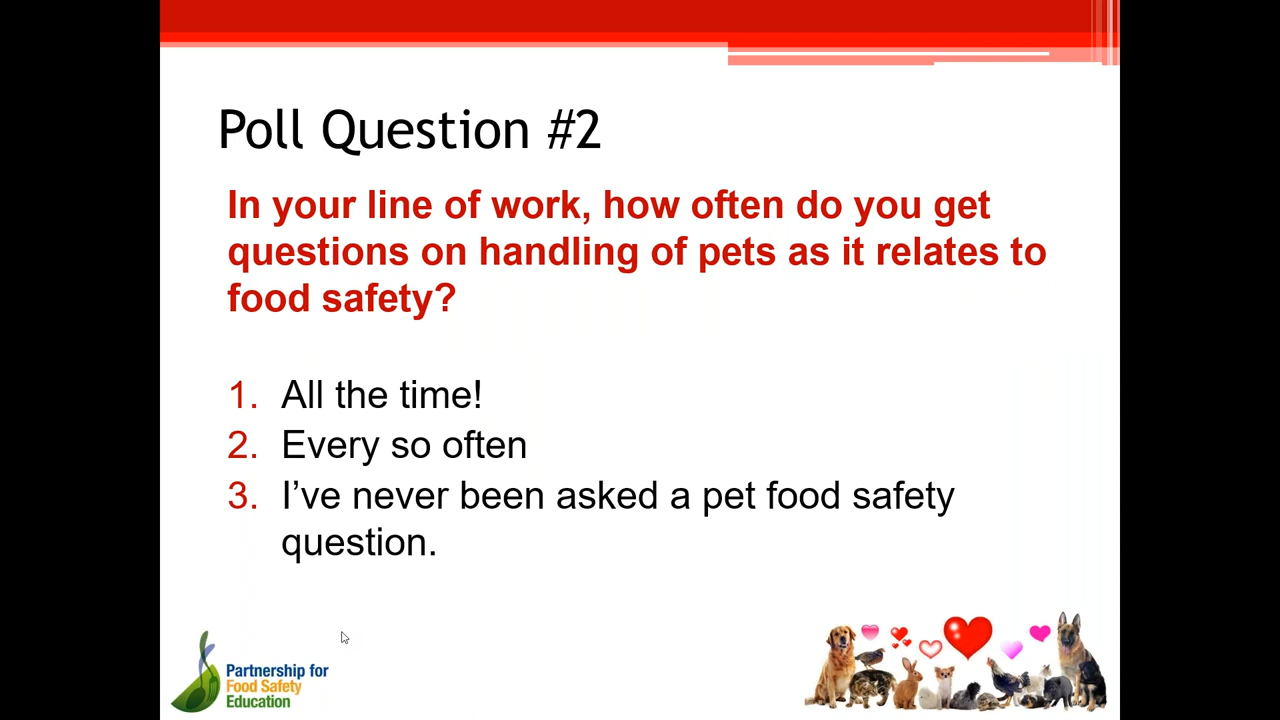 Poll Question #2
In your line of work, how often do you get
questions on handling of pets as it relates to
food safety?
1. All the time!
2. Every so often
3. I’ve never been asked a pet food safety
question.
Partnership for
Food Safety
Education